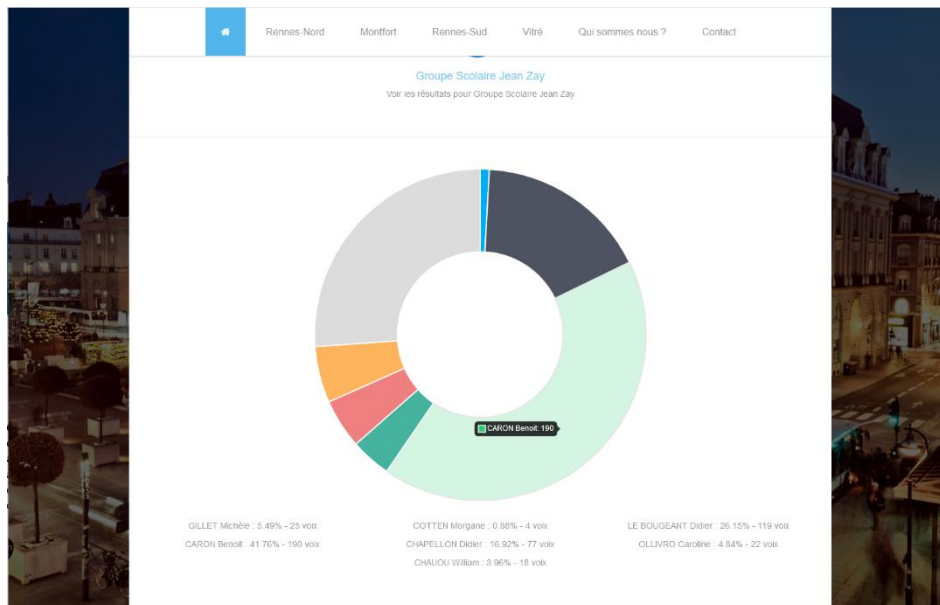 Rennes-Nord Montfort Rennes-Sud Vitré Qui sommes nous ? Contact
Groupe Scolaire Jean Zay
Voir les résultats pour Groupe Scolaire Jean Zay
CARON Benoit: 190
GILLET Michèle : 5.49% - 25 voix
COTTEN Morgane : 0.88% - 4 voix
LE BOUGEANT Didier : 26.15% - 119 voix
CARON Benoit : 41.76% - 190 voix
CHAPELLON Didier : 16.92% - 77 voix
OLLIVRO Caroline : 4.84% - 22 voix
CHAUOU William : 3.96% - 18 voix